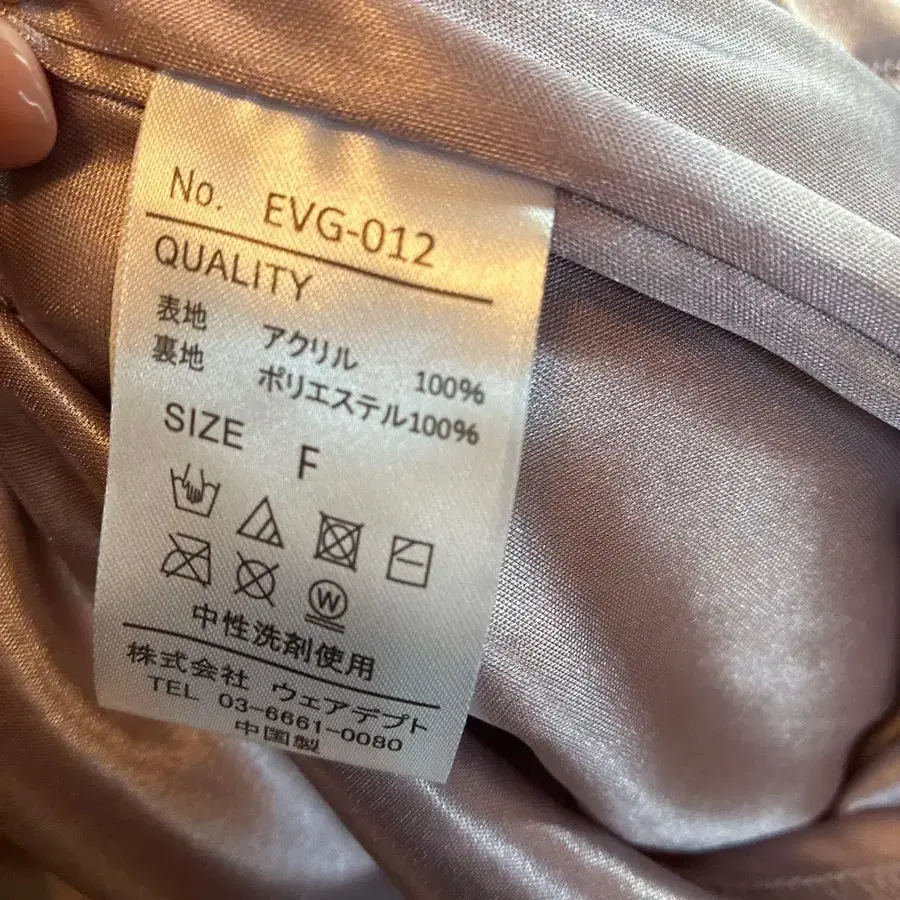 No. EVG-012
QUALITY
表地 アクリル 100%
裏地 ポリエステル100%
SIZE F
W
中性洗剤使用
株式会社 ウェアデプト
TEL 03-6661-0080
中国製